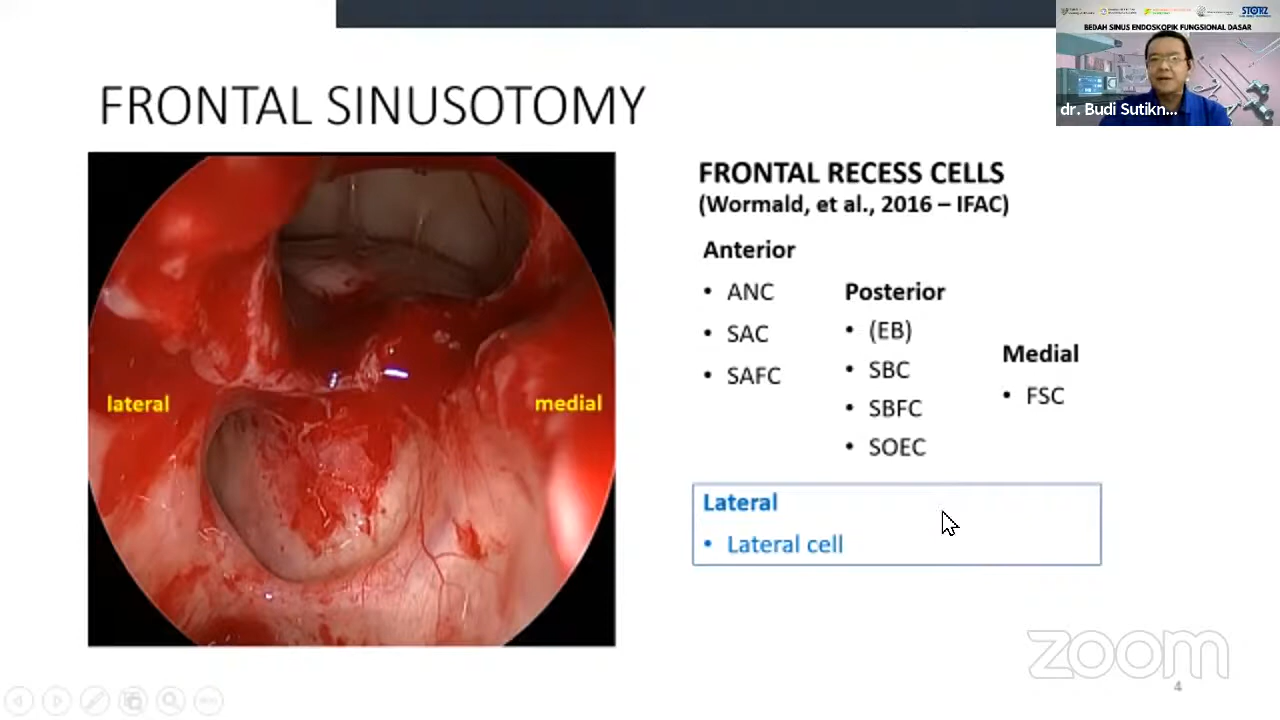 STORZ
BEDAH SINUS ENDOSKOPIK FUNGSIONAL DASAR
dr. Budi Sutikn...
FRONTAL SINUSOTOMY
lateral
medial
FRONTAL RECESS CELLS
(Wormald, et al., 2016 – IFAC)
Anterior
• ANC
• SAC
• SAFC
Posterior
• (EB)
• SBC
• SBFC
• SOEC
Medial
• FSC
Lateral
• Lateral cell
zoom
4